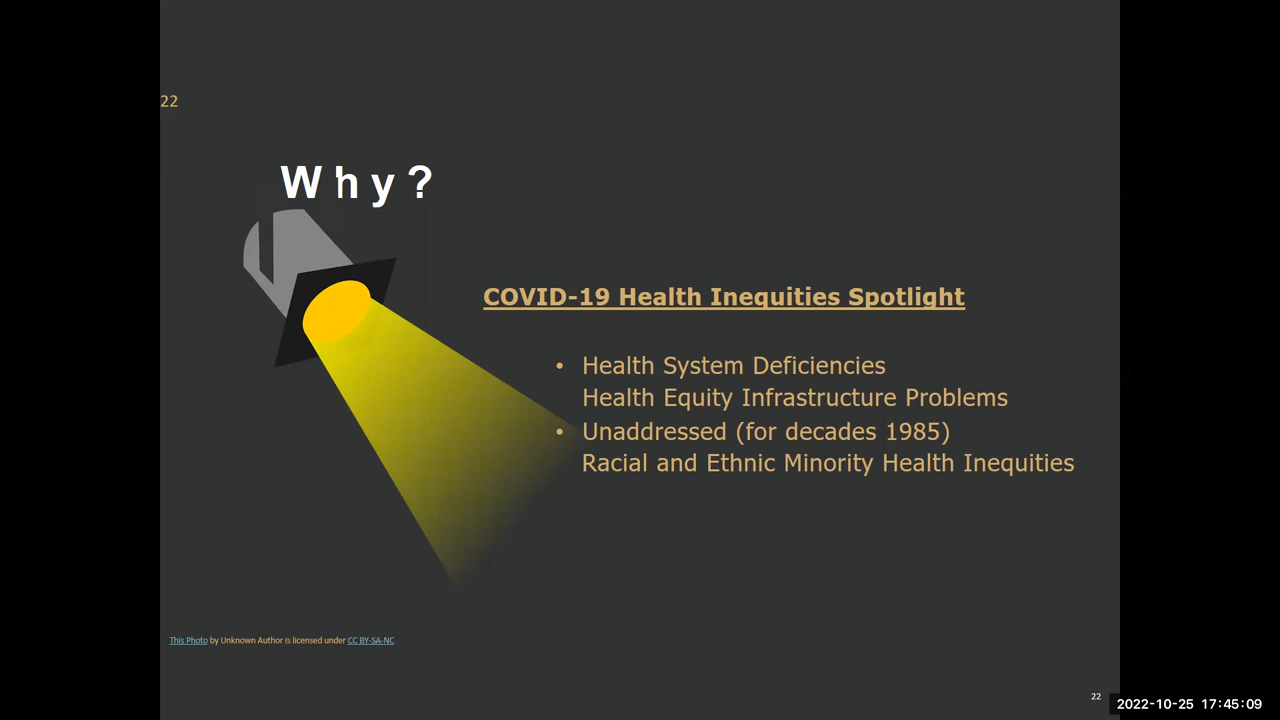 22
Why?
COVID-19 Health Inequities Spotlight
• Health System Deficiencies
Health Equity Infrastructure Problems
• Unaddressed (for decades 1985)
Racial and Ethnic Minority Health Inequities
This Photo by Unknown Author is licensed under CC BY-SA-NC
22
2022-10-25 17:45:09